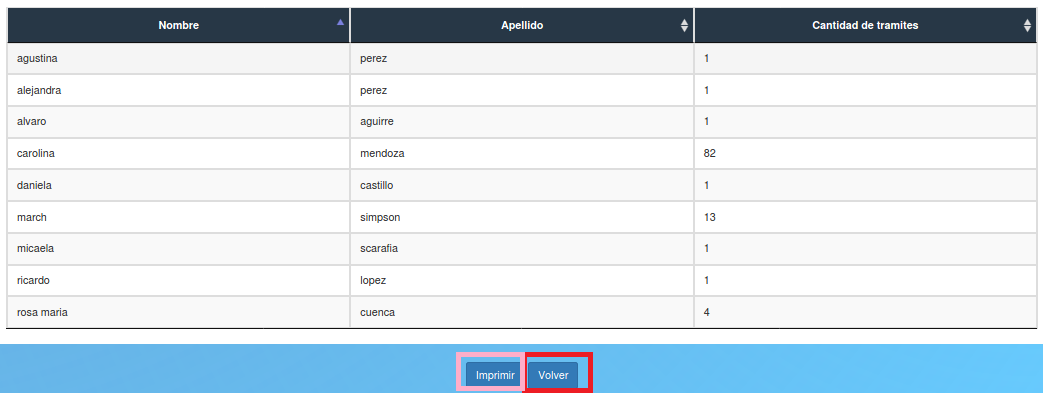 Nombre Apellido Cantidad de tramites
agustina perez 1
alejandra perez 1
alvaro aguirre 1
carolina mendoza 82
daniela castillo 1
march simpson 13
micaela scarafia 1
ricardo lopez 1
rosa maria cuenca 4
Imprimir Volver